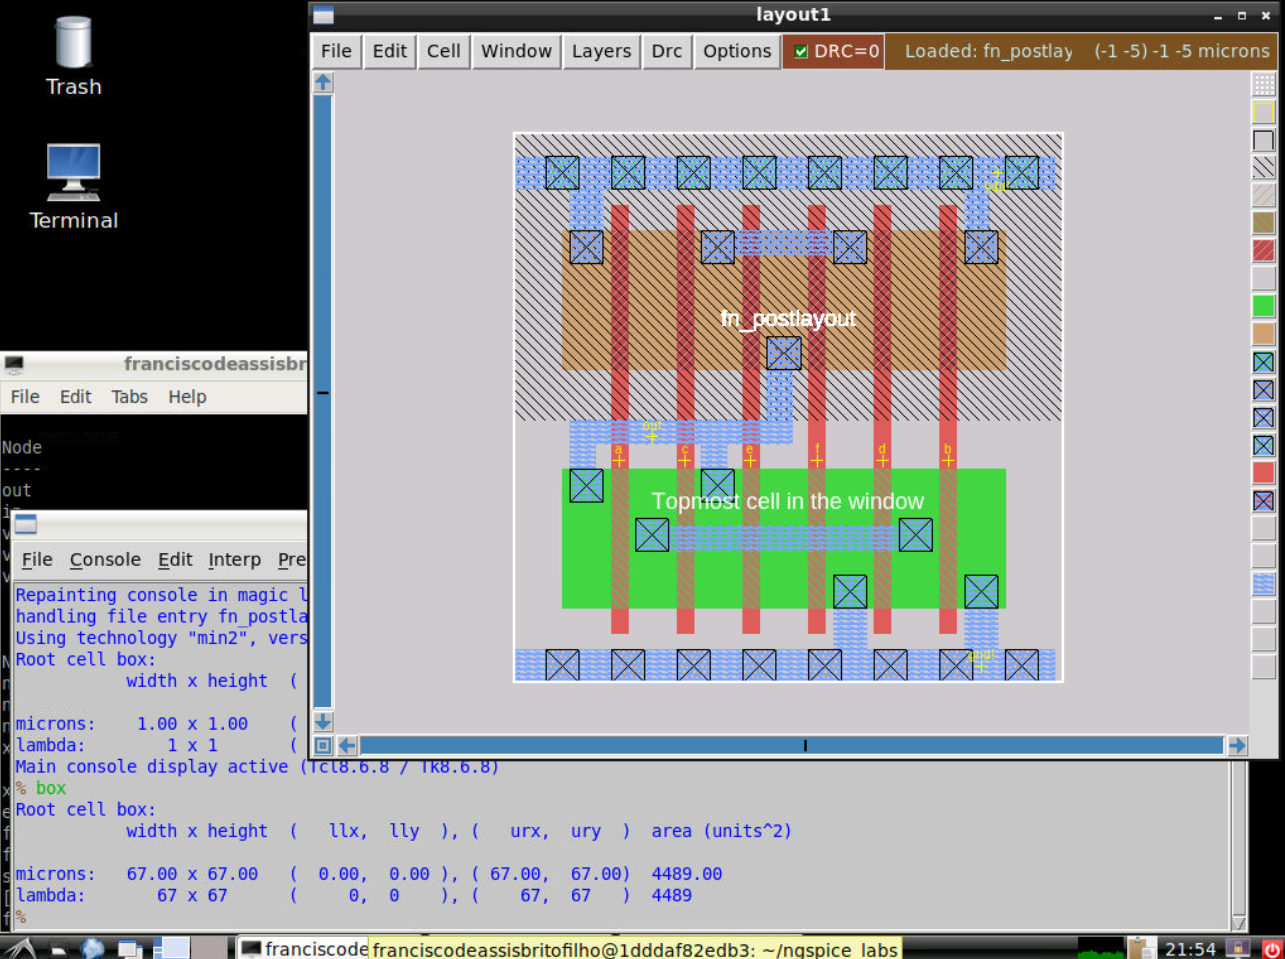 layout1
File Edit Cell Window Layers Drc Options DRC=0 Loaded: fn_postlay (-1 -5) -1 -5 microns
Trash
Terminal
fn_postlayout
out
a c e f d b
Topmost cell in the window
franciscodeassisbr
File Edit Tabs Help
Node
----
out
File Console Edit Interp Pre
Repainting console in magic l
handling file entry fn_postla
Using technology "min2", vers
Root cell box:
width x height (
microns: 1.00 x 1.00 (
lambda: 1 x 1 (
Main console display active (Tcl8.6.8 / Tk8.6.8)
% box
Root cell box:
width x height ( llx, lly ), ( urx, ury ) area (units^2)
microns: 67.00 x 67.00 ( 0.00, 0.00 ), ( 67.00, 67.00) 4489.00
lambda: 67 x 67 ( 0, 0 ), ( 67, 67 ) 4489
%
franciscode franciscodeassisbritofilho@1dddaf82edb3: ~/ngspice_labs 21:54